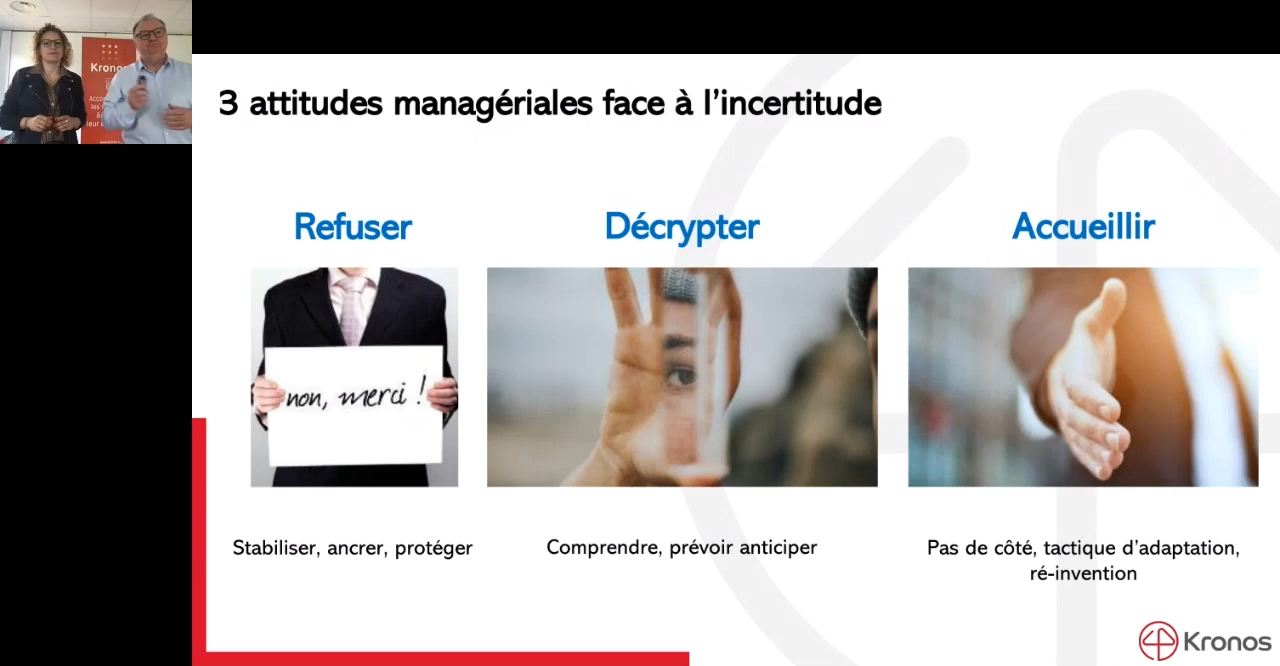 Kronos
3 attitudes managériales face à l’incertitude
Refuser
Décrypter
Accueillir
non, merci !
Stabiliser, ancrer, protéger
Comprendre, prévoir anticiper
Pas de côté, tactique d’adaptation,
ré-invention
Kronos